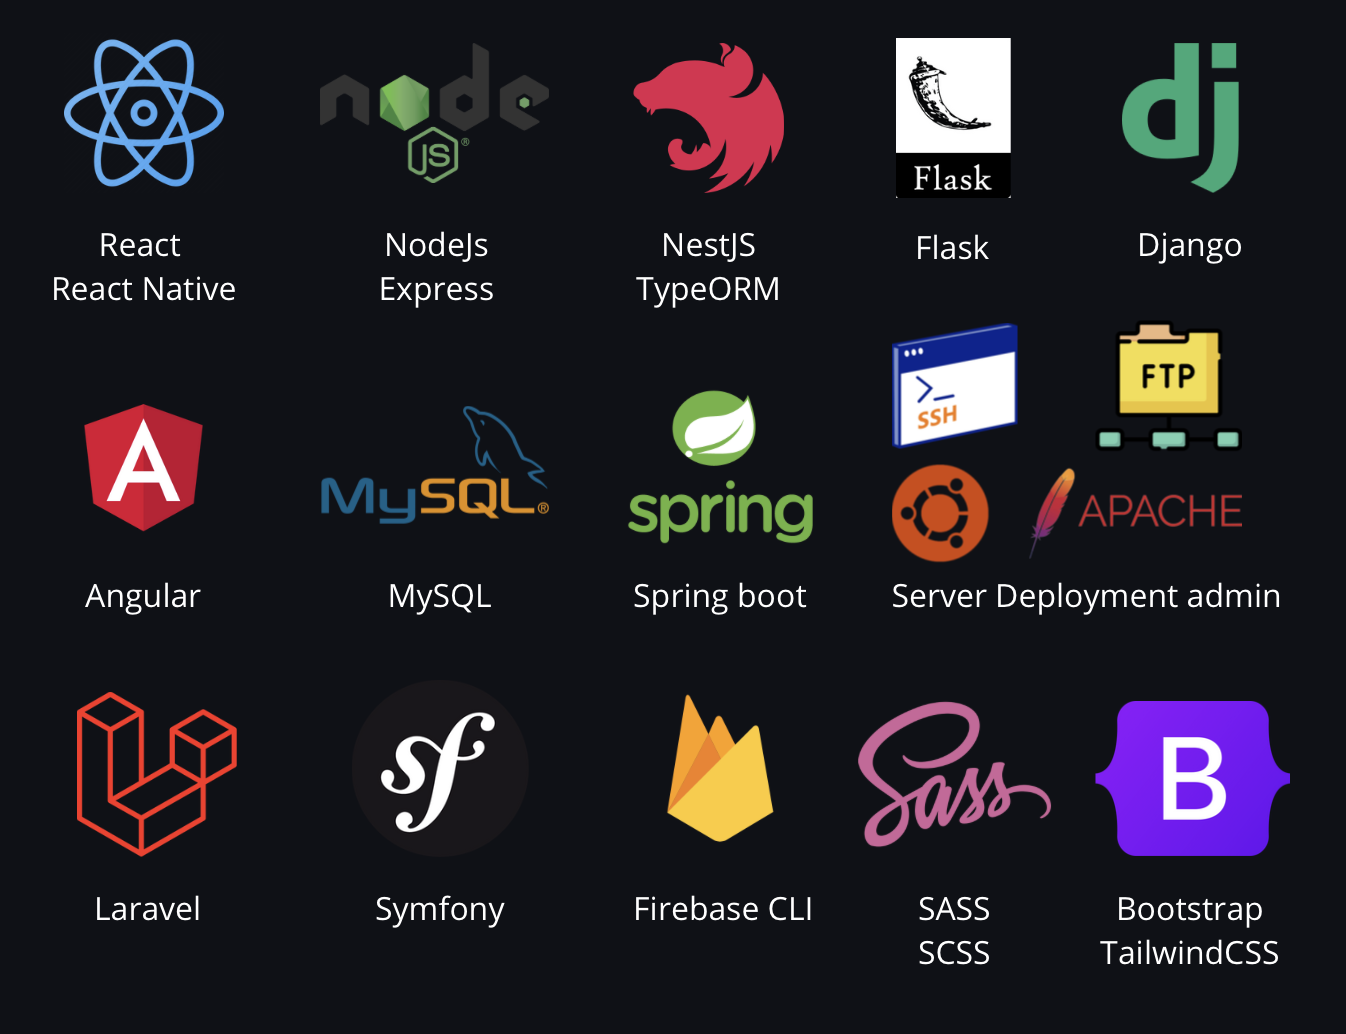 node
JS®
Flask
dj
React
React Native
NodeJs
Express
NestJS
TypeORM
Flask
Django
>_
SSH
FTP
A
MySQL®
spring
APACHE
Angular
MySQL
Spring boot
Server Deployment admin
sf
Sass
B
Laravel
Symfony
Firebase CLI
SASS
SCSS
Bootstrap
TailwindCSS